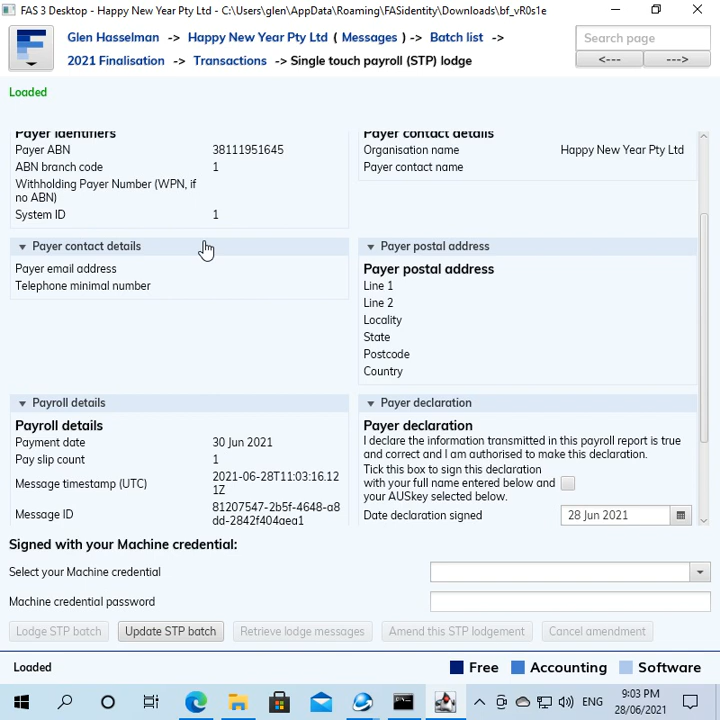 FAS 3 Desktop - Happy New Year Pty Ltd - C:\Users\glen\AppData\Roaming\FASidentity\Downloads\bf_vR0s1e
Glen Hasselman -> Happy New Year Pty Ltd ( Messages ) -> Batch list ->
2021 Finalisation -> Transactions -> Single touch payroll (STP) lodge
Search page
<--- --->
Loaded
Payer identifiers
Payer ABN 38111951645
ABN branch code 1
Withholding Payer Number (WPN, if
no ABN)
System ID 1
Payer contact details
Organisation name Happy New Year Pty Ltd
Payer contact name
Payer contact details
Payer email address
Telephone minimal number
Payer postal address
Payer postal address
Line 1
Line 2
Locality
State
Postcode
Country
Payroll details
Payroll details
Payment date 30 Jun 2021
Pay slip count 1
Message timestamp (UTC) 2021-06-28T11:03:16.12
1Z
Message ID 81207547-2b5f-4648-a8
dd-2842f404aea1
Payer declaration
Payer declaration
I declare the information transmitted in this payroll report is true
and correct and I am authorised to make this declaration.
Tick this box to sign this declaration
with your full name entered below and
your AUSkey selected below.
Date declaration signed 28 Jun 2021
Signed with your Machine credential:
Select your Machine credential
Machine credential password
Lodge STP batch Update STP batch Retrieve lodge messages Amend this STP lodgement Cancel amendment
Loaded Free Accounting Software
ENG 9:03 PM
28/06/2021